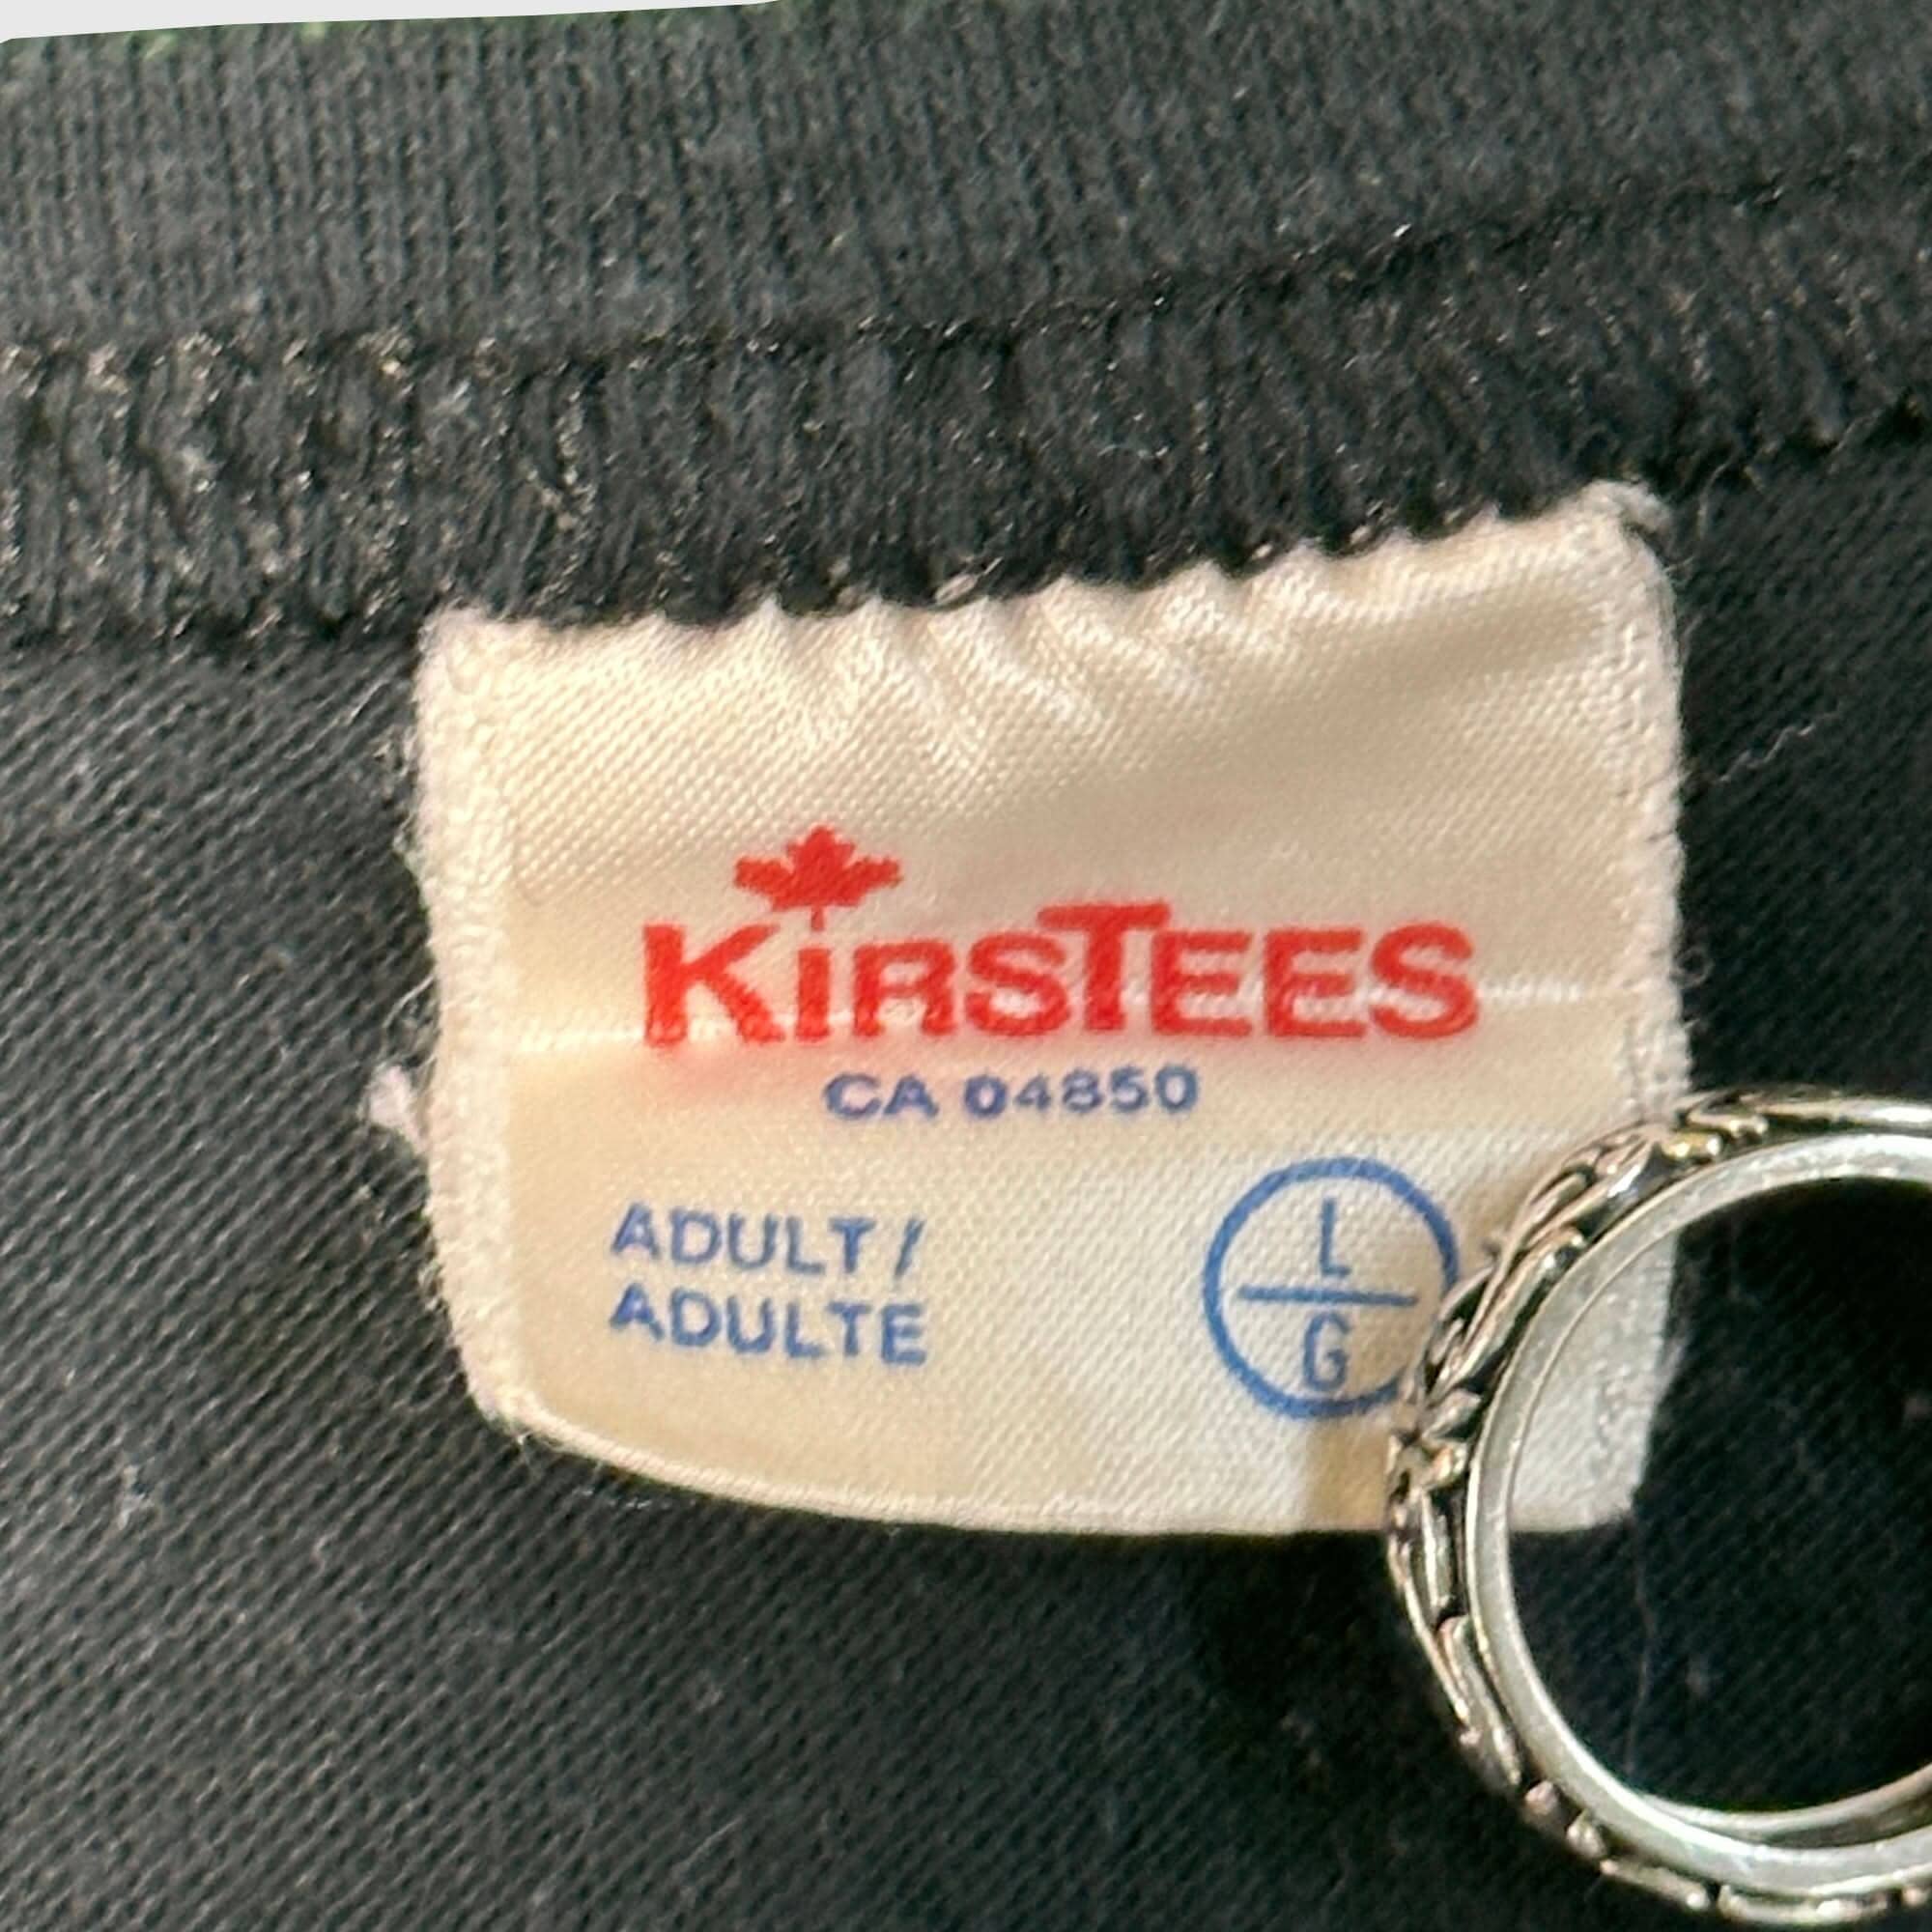 KIRSTEES
CA 04850
ADULT /
ADULTE
L
G